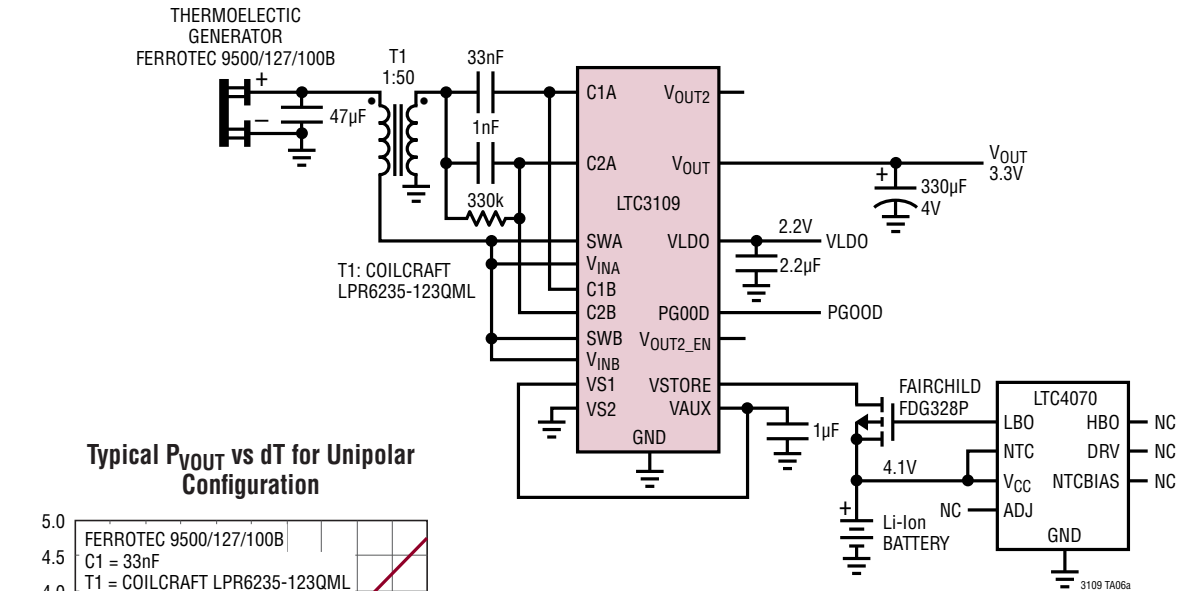 THERMOELECTIC
GENERATOR
FERROTEC 9500/127/100B
T1
1:50
33nF
+
–
47µF
1nF
330k
T1: COILCRAFT
LPR6235-123QML
C1A
C2A
SWA
VINA
C1B
C2B
SWB
VINB
VS1
VS2
LTC3109
GND
VOUT2
VOUT
VLDO
PG00D
VOUT2_EN
VSTORE
VAUX
VOUT
3.3V
+
330µF
4V
2.2V
VLDO
2.2µF
PGOOD
1µF
FAIRCHILD
FDG328P
4.1V
+
Li-Ion
BATTERY
NC
LTC4070
LBO
NTC
VCC
ADJ
HBO
DRV
NTCBIAS
GND
NC
NC
NC
3109 TA06a
Typical PVOUT vs dT for Unipolar
Configuration
5.0
4.5
FERROTEC 9500/127/100B
C1 = 33nF
T1 = COILCRAFT LPR6235-123QML